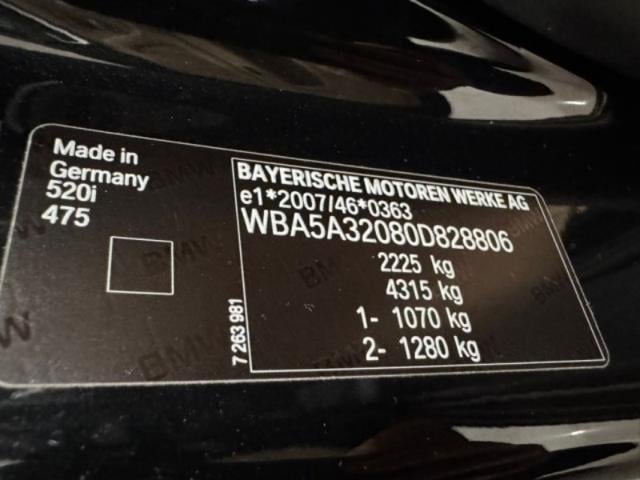 Made in
Germany
520i
475
BAYERISCHE MOTOREN WERKE AG
e1*2007/46*0363
WBA5A32080D828806
2225 kg
4315 kg
1- 1070 kg
2- 1280 kg
7 263 981